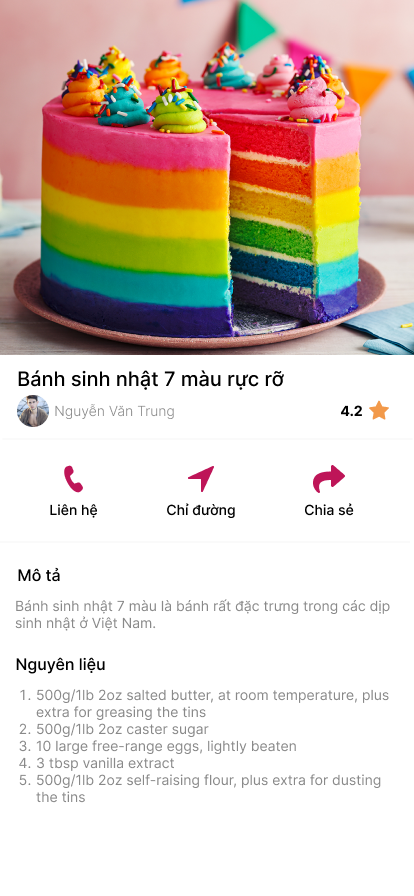 Bánh sinh nhật 7 màu rực rỡ
Nguyễn Văn Trung
4.2
Liên hệ
Chỉ đường
Chia sẻ
Mô tả
Bánh sinh nhật 7 màu là bánh rất đặc trưng trong các dịp
sinh nhật ở Việt Nam.
Nguyên liệu
1. 500g/1lb 2oz salted butter, at room temperature, plus
extra for greasing the tins
2. 500g/1lb 2oz caster sugar
3. 10 large free-range eggs, lightly beaten
4. 3 tbsp vanilla extract
5. 500g/1lb 2oz self-raising flour, plus extra for dusting
the tins